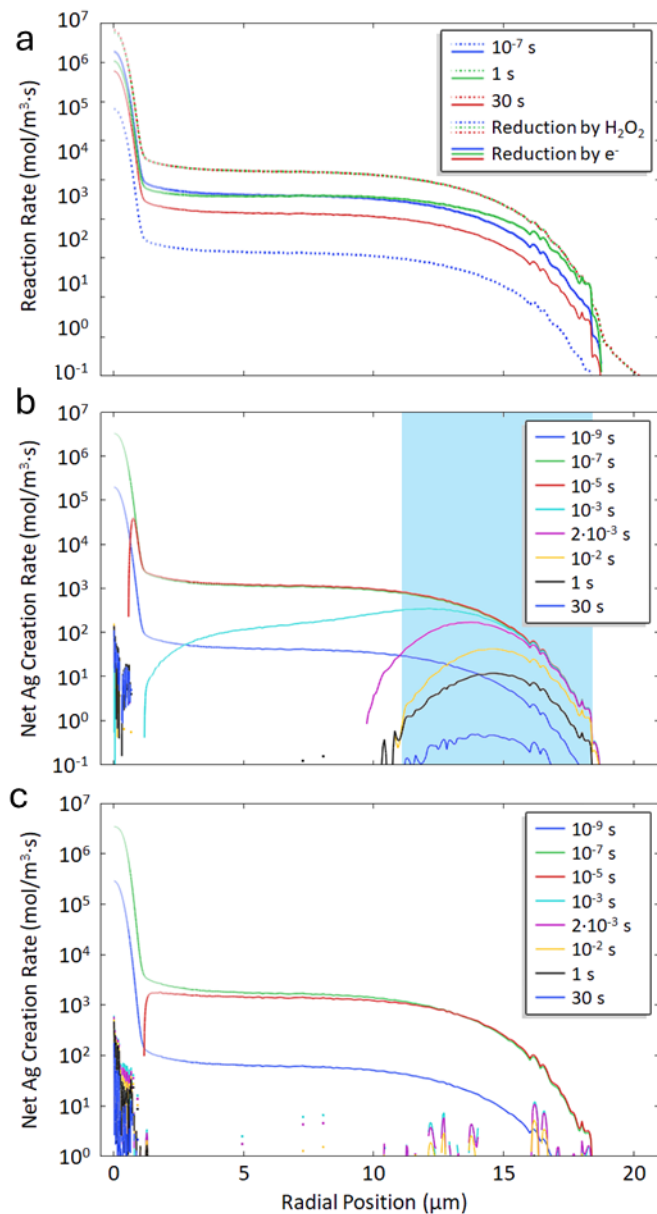 a
Reaction Rate (mol/m³·s)
10⁶
10⁵
10⁴
10³
10²
10¹
10⁰
10⁻¹
10⁻⁷ s
1 s
30 s
Reduction by H₂O₂
Reduction by e⁻
b
Net Ag Creation Rate (mol/m³·s)
10⁷
10⁶
10⁵
10⁴
10³
10²
10¹
10⁰
10⁻¹
10⁻⁹ s
10⁻⁷ s
10⁻⁵ s
10⁻³ s
2·10⁻³ s
10⁻² s
1 s
30 s
c
Net Ag Creation Rate (mol/m³·s)
10⁷
10⁶
10⁵
10⁴
10³
10²
10¹
10⁰
10⁻⁹ s
10⁻⁷ s
10⁻⁵ s
10⁻³ s
2·10⁻³ s
10⁻² s
1 s
30 s
0 5 10 15 20
Radial Position (µm)